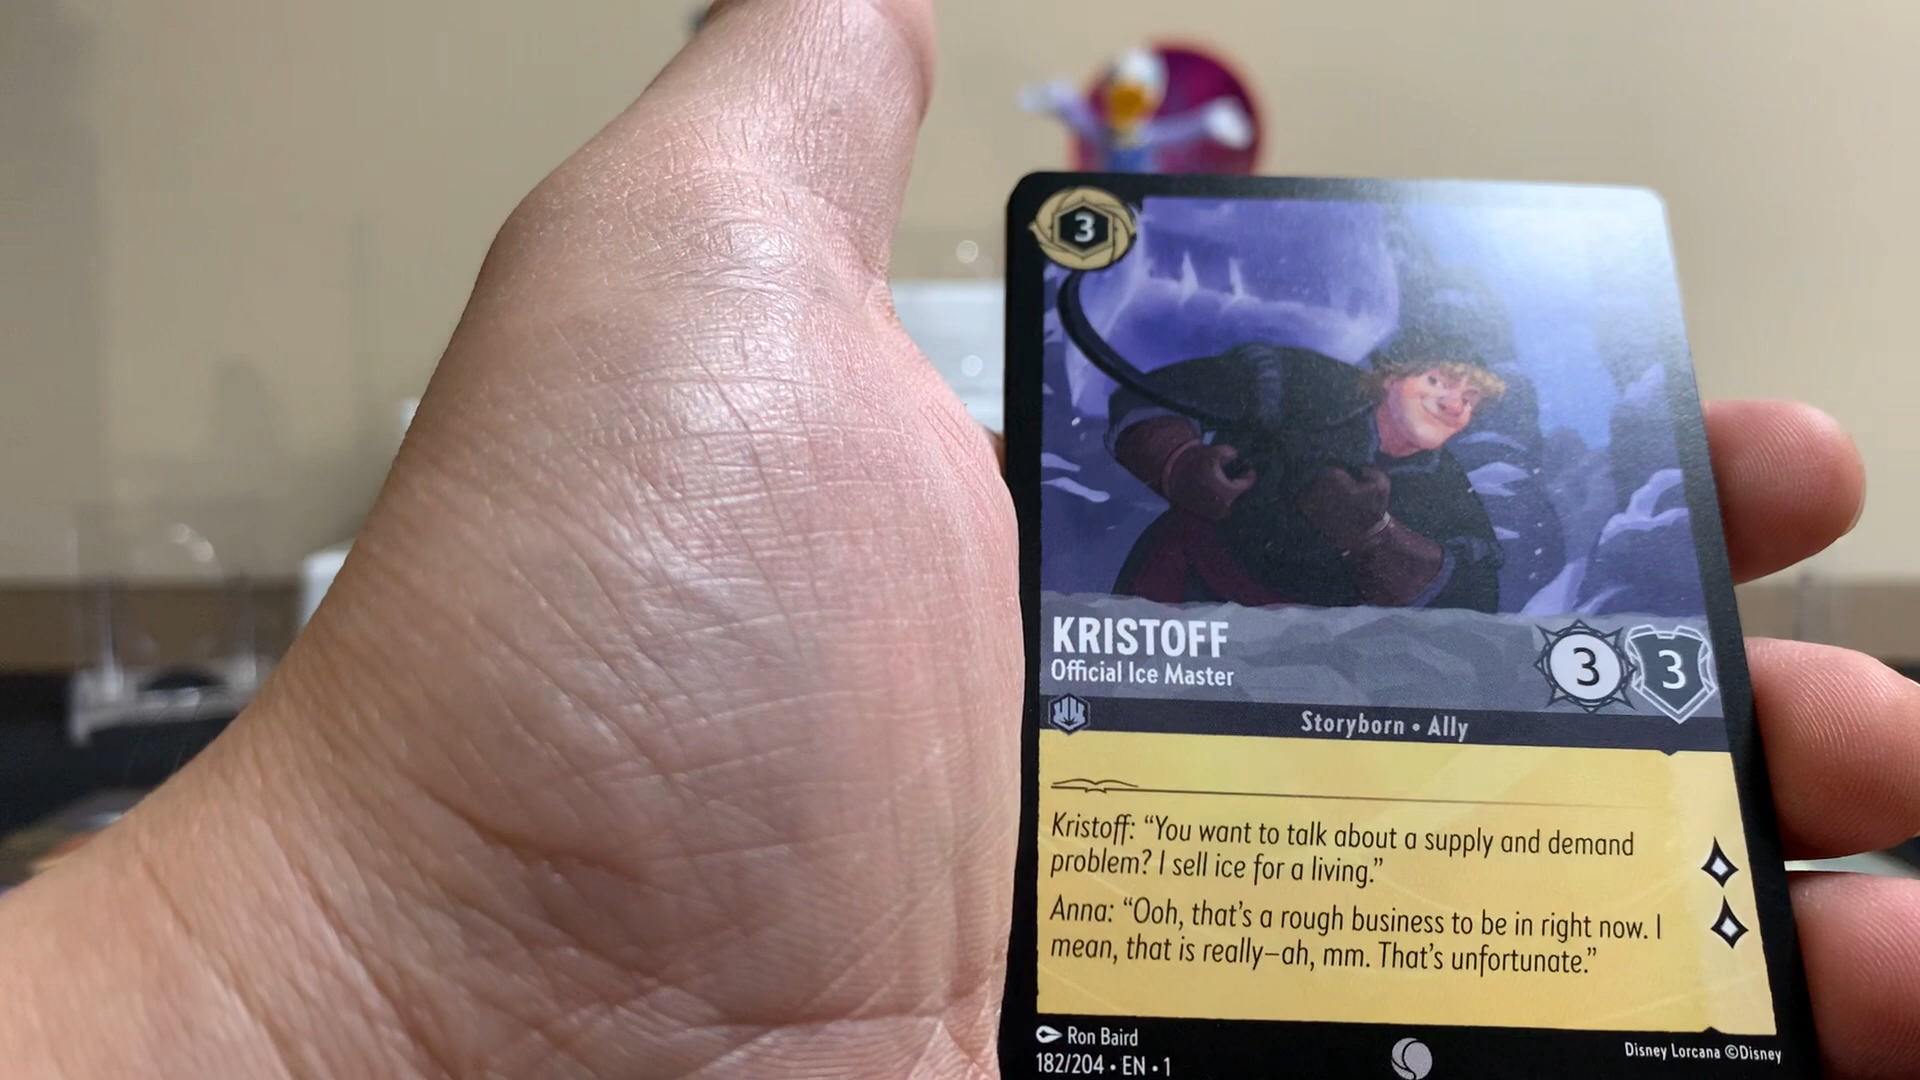 3
KRISTOFF
Official Ice Master
3 3
Storyborn • Ally
Kristoff: “You want to talk about a supply and demand
problem? I sell ice for a living.”
Anna: “Ooh, that’s a rough business to be in right now. I
mean, that is really–ah, mm. That’s unfortunate.”
Ron Baird
182/204 • EN • 1
Disney Lorcana ©Disney